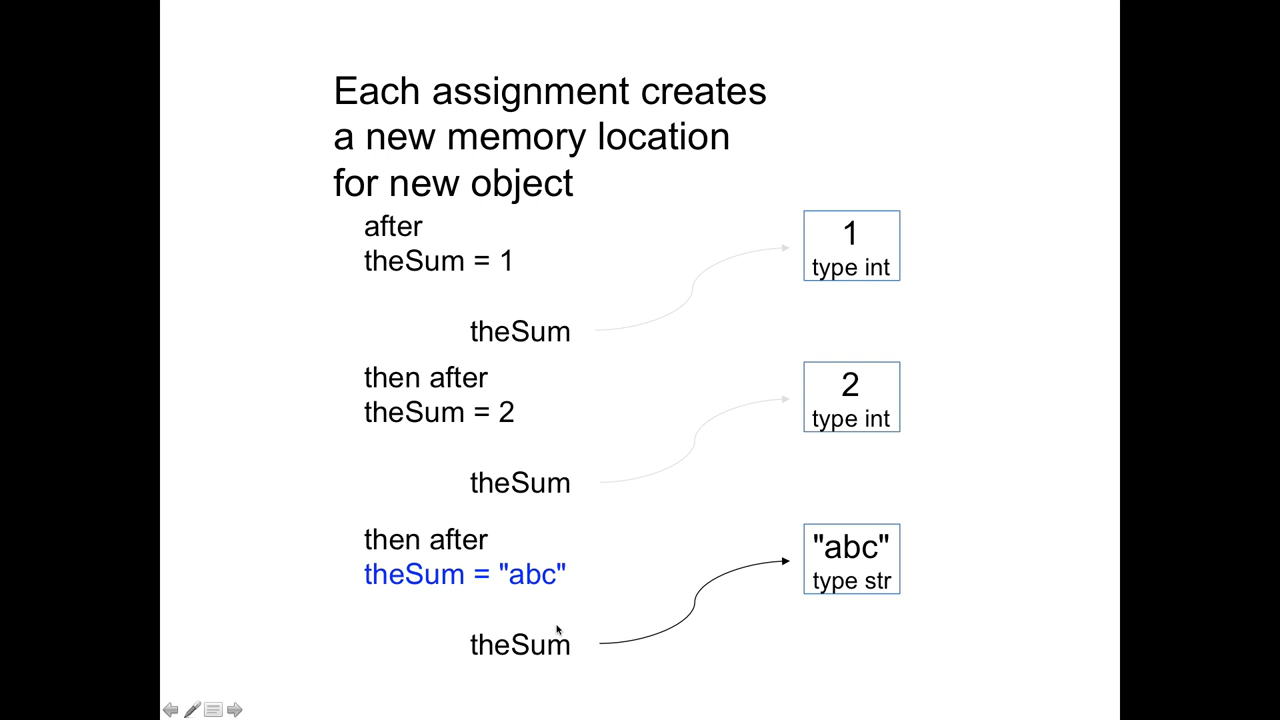 Each assignment creates
a new memory location
for new object
after
theSum = 1
1
type int
theSum
then after
theSum = 2
2
type int
theSum
then after
theSum = "abc"
"abc"
type str
theSum